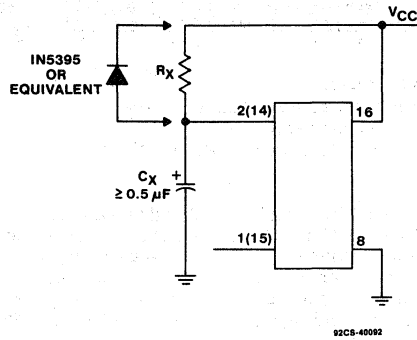 VCC
IN5395
OR
EQUIVALENT
RX
2(14)
16
CX +
≥ 0.5 µF
1(15)
8
92CS-40092